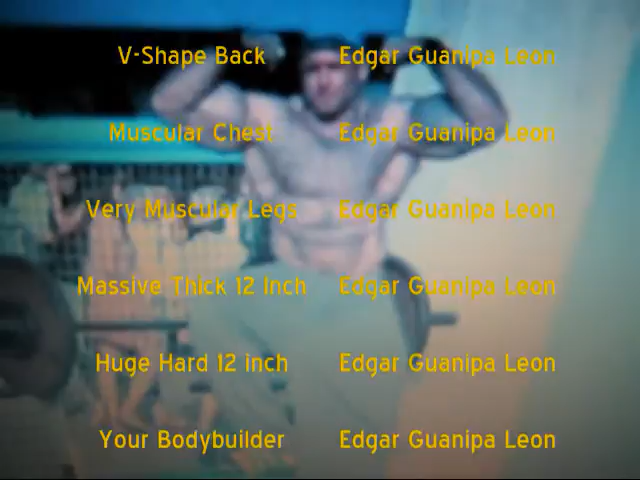 V-Shape Back Edgar Guanipa Leon
Muscular Chest Edgar Guanipa Leon
Very Muscular Legs Edgar Guanipa Leon
Massive Thick 12 Inch Edgar Guanipa Leon
Huge Hard 12 inch Edgar Guanipa Leon
Your Bodybuilder Edgar Guanipa Leon